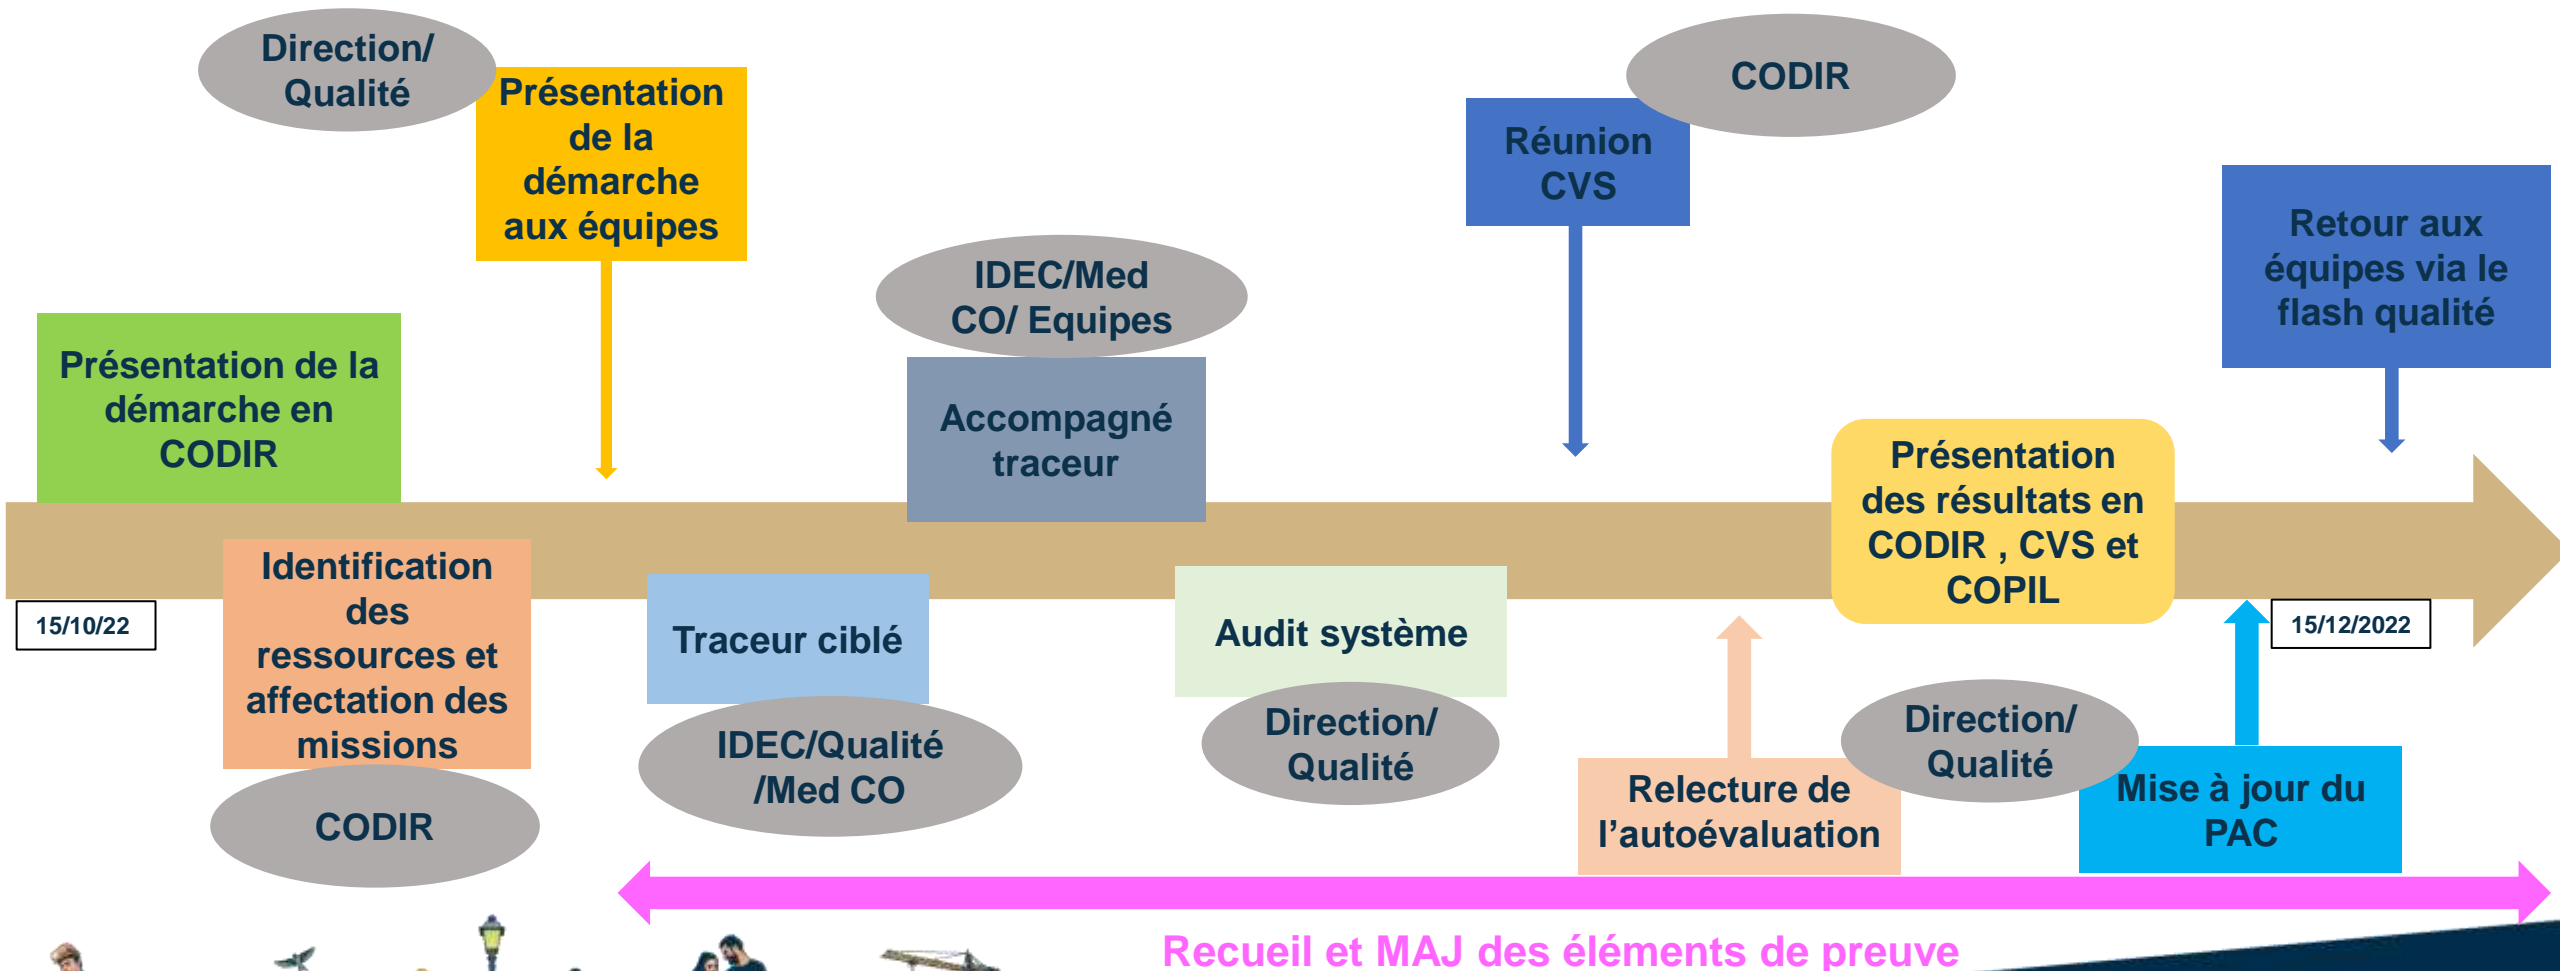 Direction/
Qualité
Présentation
de la
démarche
aux équipes
CODIR
Réunion
CVS
Retour aux
équipes via le
flash qualité
IDEC/Med
CO/ Equipes
Accompagné
traceur
Présentation de la
démarche en
CODIR
Présentation
des résultats en
CODIR , CVS et
COPIL
15/10/22
Identification
des
ressources et
affectation des
missions
CODIR
Traceur ciblé
IDEC/Qualité
/Med CO
Audit système
Direction/
Qualité
15/12/2022
Relecture de
l’autoévaluation
Direction/
Qualité
Mise à jour du
PAC
Recueil et MAJ des éléments de preuve